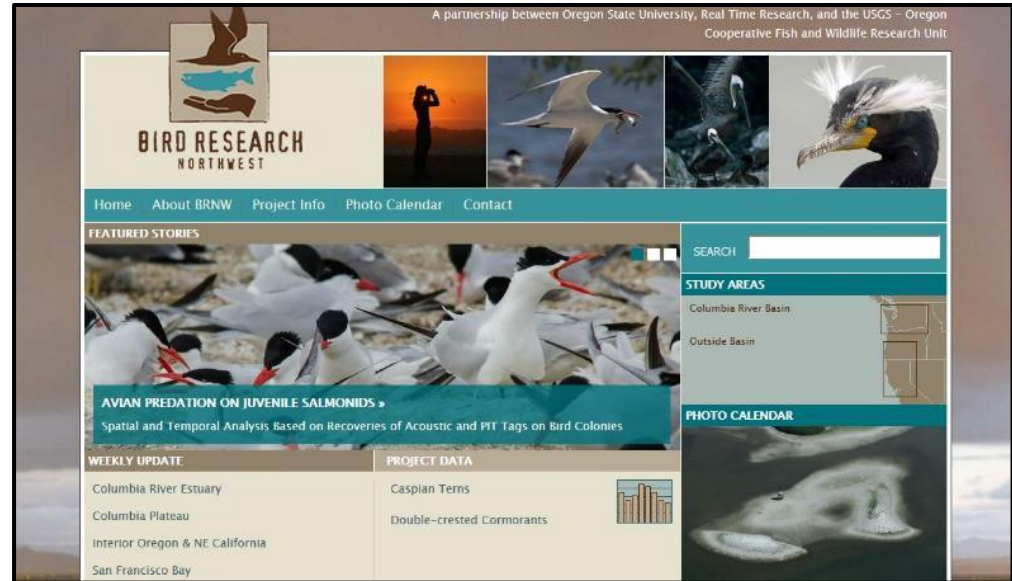 A partnership between Oregon State University, Real Time Research, and the USGS - Oregon
Cooperative Fish and Wildlife Research Unit
BIRD RESEARCH
NORTHWEST
Home About BRNW Project Info Photo Calendar Contact
FEATURED STORIES
SEARCH
STUDY AREAS
Columbia River Basin
Outside Basin
AVIAN PREDATION ON JUVENILE SALMONIDS »
Spatial and Temporal Analysis Based on Recoveries of Acoustic and PIT Tags on Bird Colonies
PHOTO CALENDAR
WEEKLY UPDATE
Columbia River Estuary
Columbia Plateau
Interior Oregon & NE California
San Francisco Bay
PROJECT DATA
Caspian Terns
Double-crested Cormorants